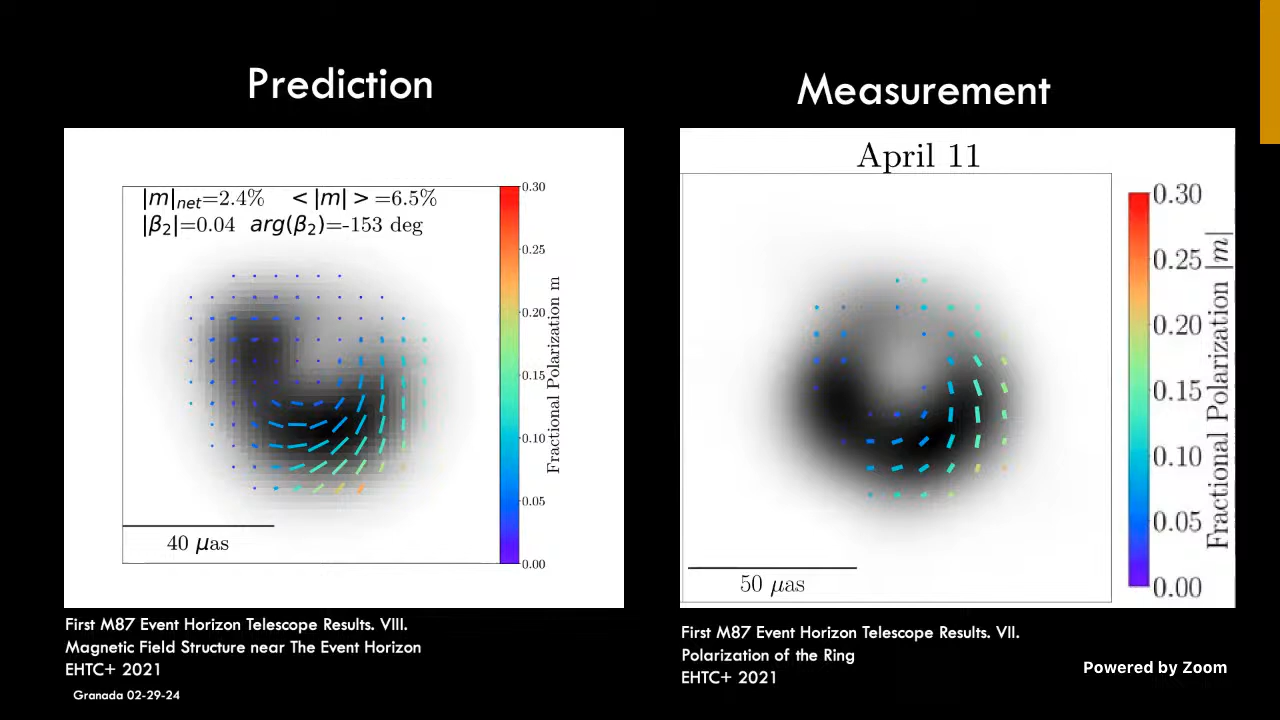 Prediction
|m|net=2.4% < |m| > =6.5%
|β2|=0.04 arg(β2)=-153 deg
0.30
0.25
0.20
0.15
0.10
0.05
0.00
Fractional Polarization m
40 μas
First M87 Event Horizon Telescope Results. VIII.
Magnetic Field Structure near The Event Horizon
EHTC+ 2021
Granada 02-29-24
Measurement
April 11
0.30
0.25
0.20
0.15
0.10
0.05
0.00
Fractional Polarization |m|
50 μas
First M87 Event Horizon Telescope Results. VII.
Polarization of the Ring
EHTC+ 2021
Powered by Zoom